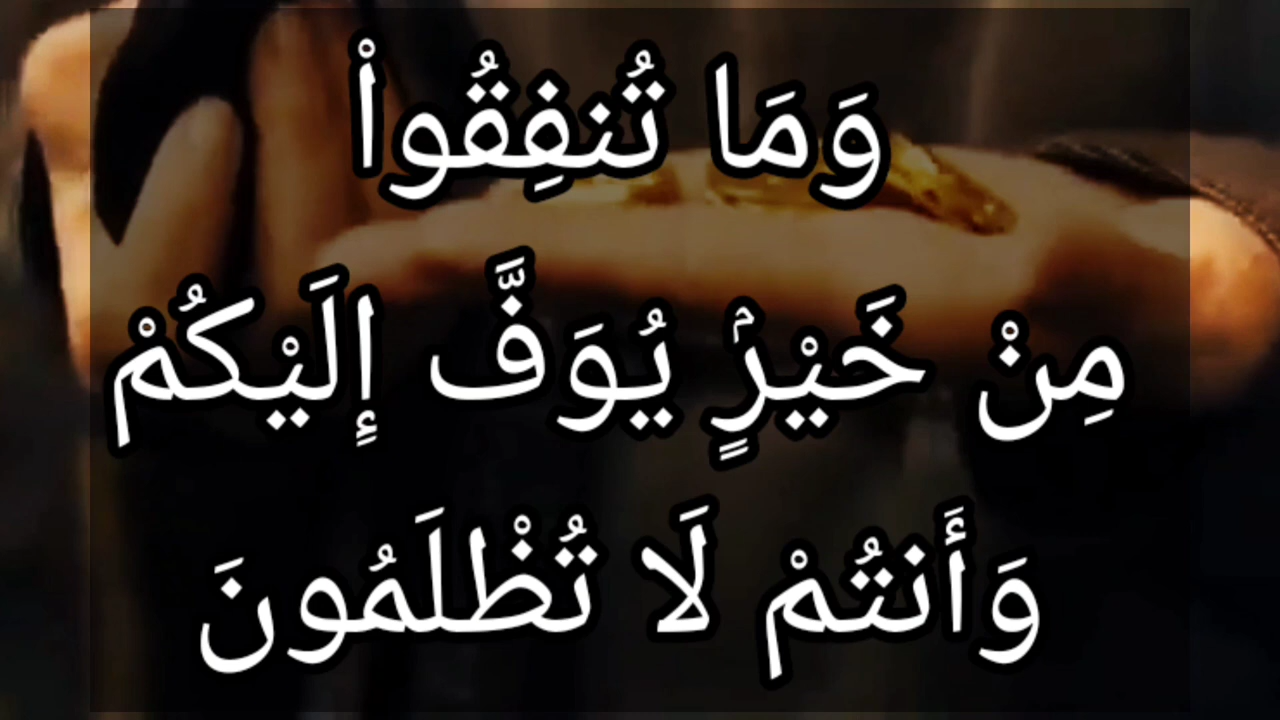 وَمَا تُنفِقُواْ
مِنْ خَيْرٍۢ يُوَفَّ إِلَيْكُمْ
وَأَنتُمْ لَا تُظْلَمُونَ